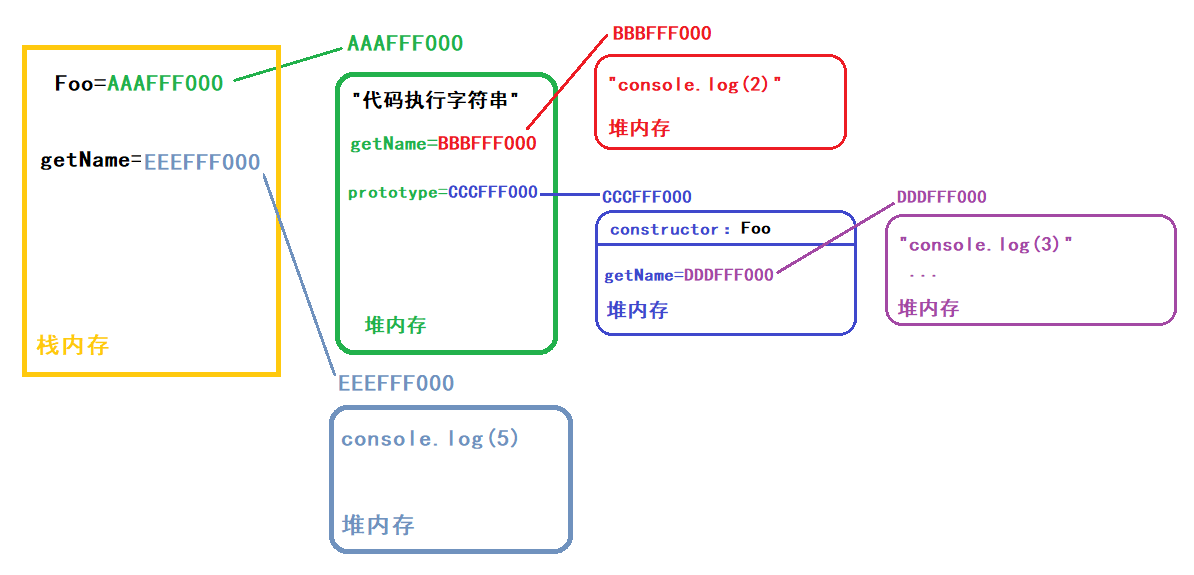 Foo=AAAFFF000
getName=EEEFFF000
栈内存
AAAFFF000
"代码执行字符串"
getName=BBBFFF000
prototype=CCCFFF000
堆内存
BBBFFF000
"console.log(2)"
堆内存
CCCFFF000
constructor：Foo
getName=DDDFFF000
堆内存
DDDFFF000
"console.log(3)"
...
堆内存
EEEFFF000
console.log(5)
堆内存